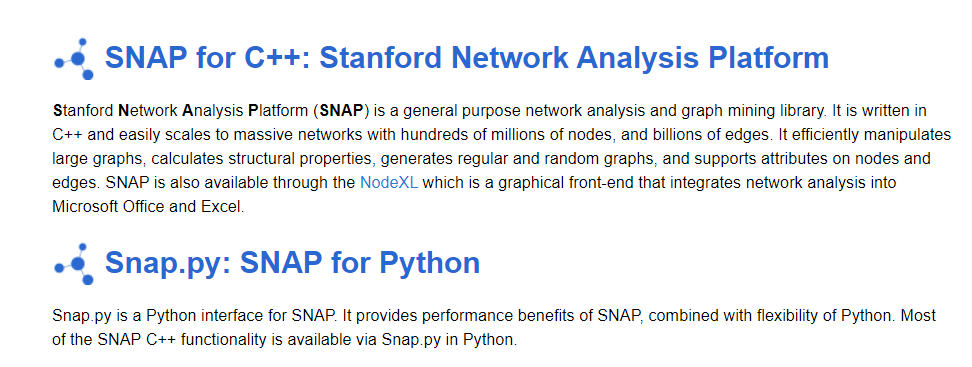 SNAP for C++: Stanford Network Analysis Platform
Stanford Network Analysis Platform (SNAP) is a general purpose network analysis and graph mining library. It is written in
C++ and easily scales to massive networks with hundreds of millions of nodes, and billions of edges. It efficiently manipulates
large graphs, calculates structural properties, generates regular and random graphs, and supports attributes on nodes and
edges. SNAP is also available through the NodeXL which is a graphical front-end that integrates network analysis into
Microsoft Office and Excel.
Snap.py: SNAP for Python
Snap.py is a Python interface for SNAP. It provides performance benefits of SNAP, combined with flexibility of Python. Most
of the SNAP C++ functionality is available via Snap.py in Python.